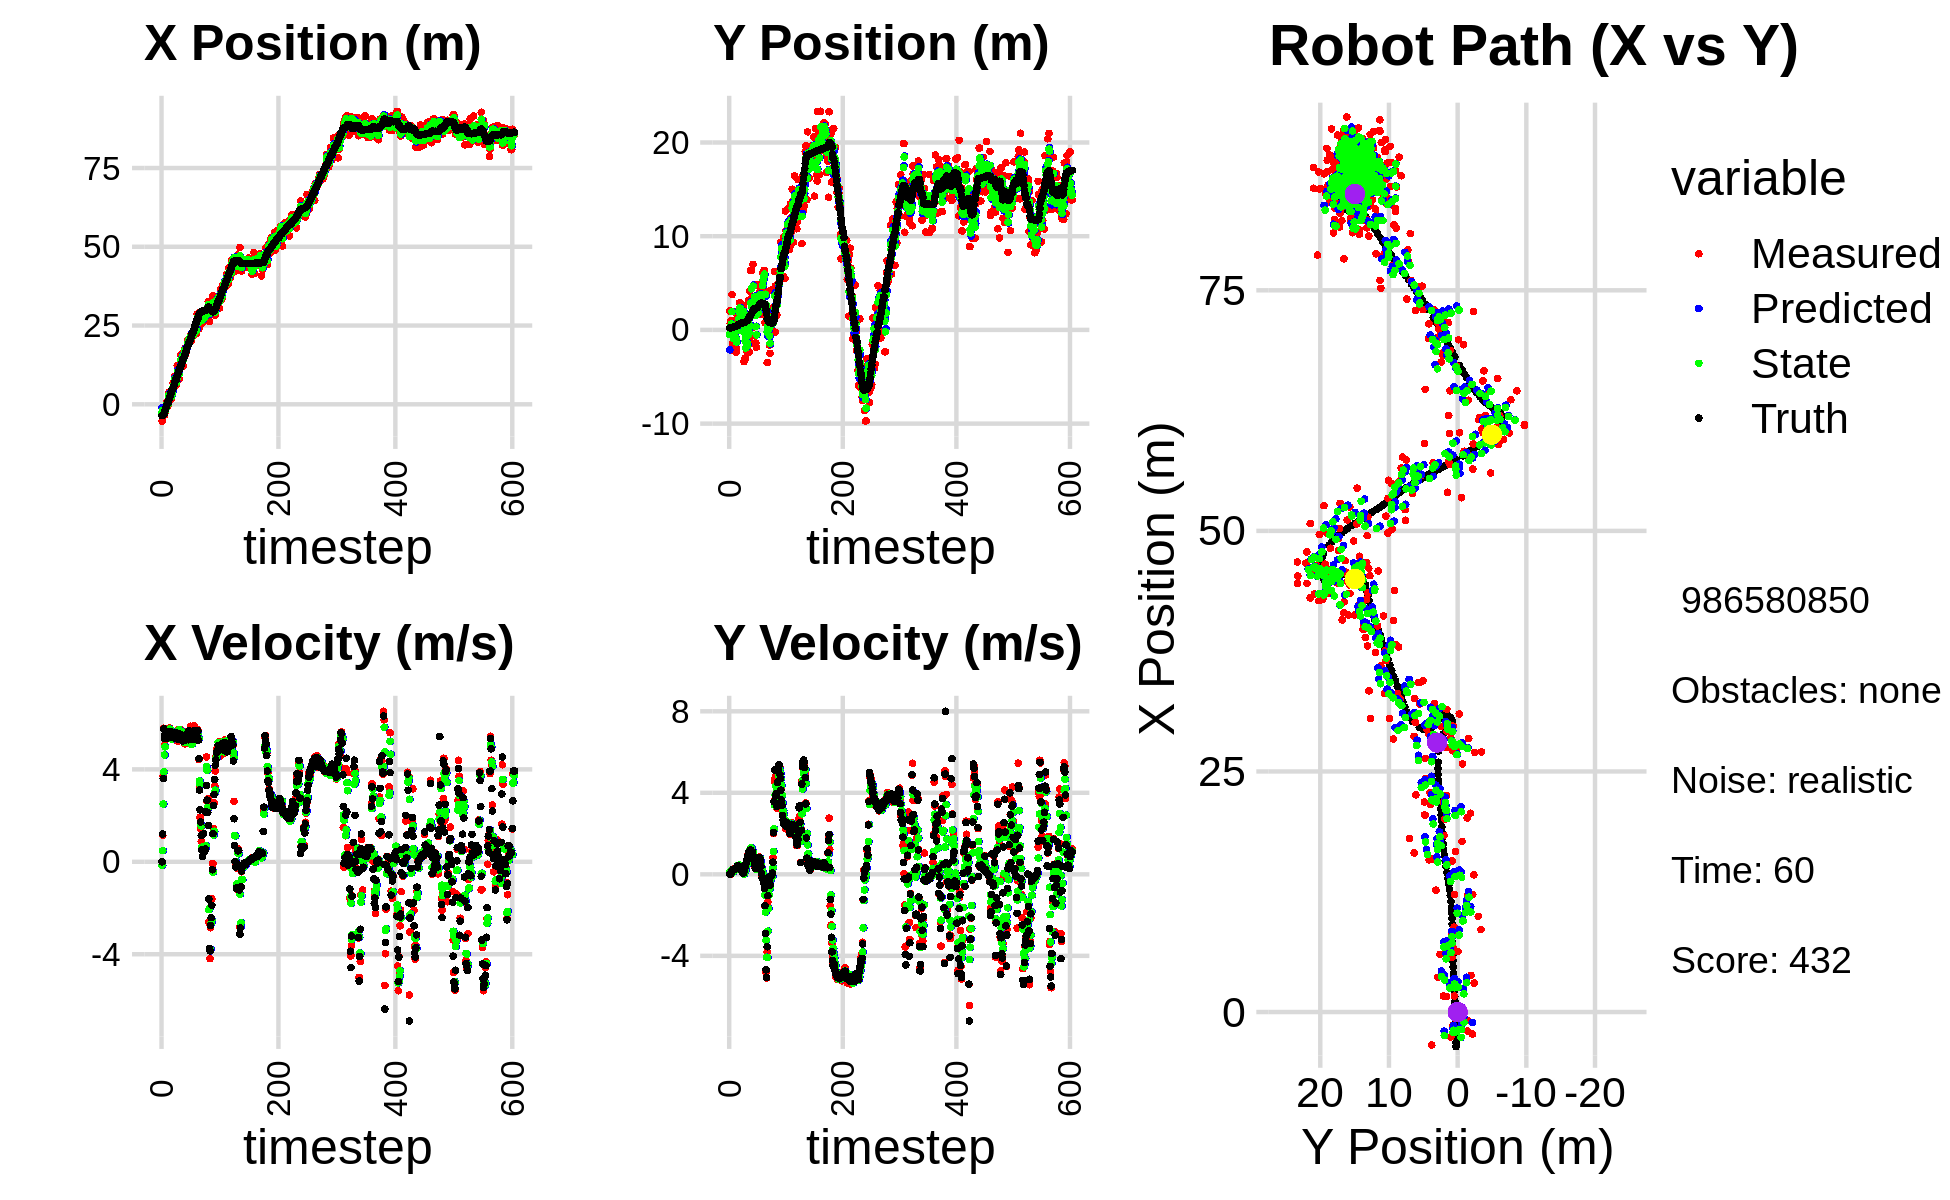 X Position (m)
75
50
25
0
0
200
400
600
timestep
Y Position (m)
20
10
0
-10
0
200
400
600
timestep
X Velocity (m/s)
4
0
-4
0
200
400
600
timestep
Y Velocity (m/s)
8
4
0
-4
0
200
400
600
timestep
Robot Path (X vs Y)
X Position (m)
75
50
25
0
20 10 0 -10 -20
Y Position (m)
variable
Measured
Predicted
State
Truth
986580850
Obstacles: none
Noise: realistic
Time: 60
Score: 432